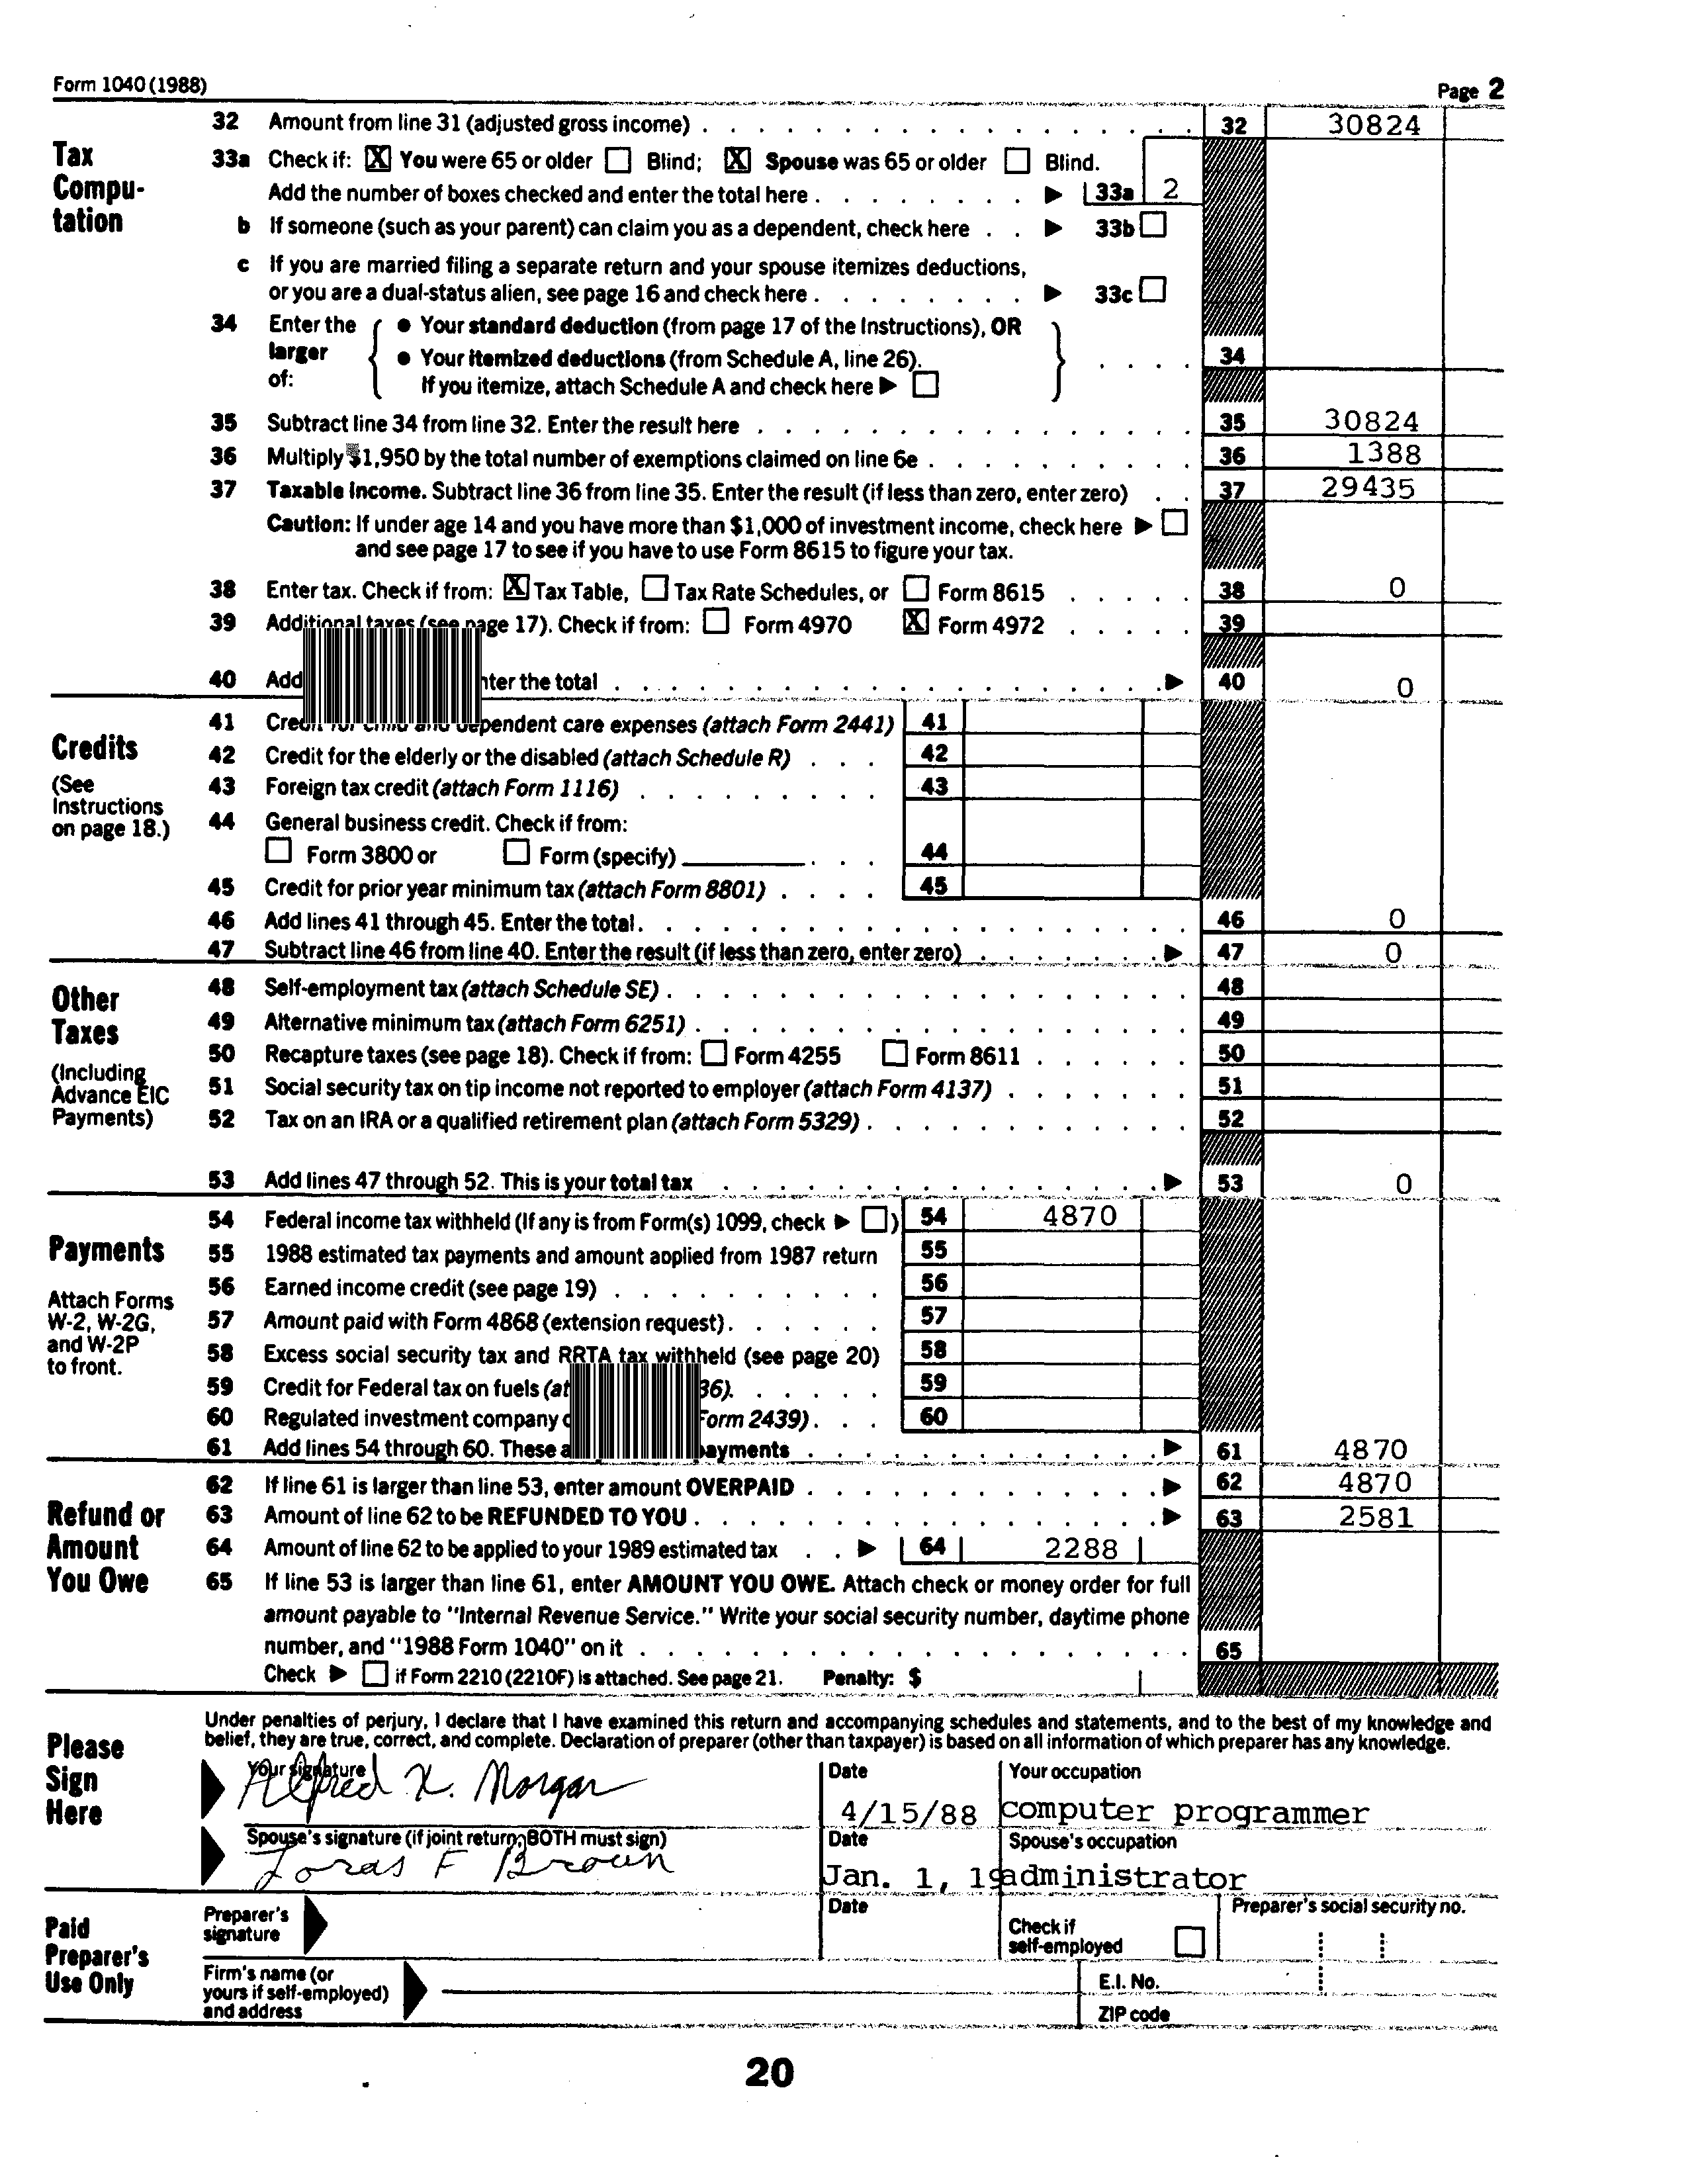 Form 1040 (1988) Page 2
Tax Computation
32 Amount from line 31 (adjusted gross income) . . . 32 30824
33a Check if: [X] You were 65 or older [ ] Blind; [X] Spouse was 65 or older [ ] Blind.
Add the number of boxes checked and enter the total here . . . ▶ 33a 2
b If someone (such as your parent) can claim you as a dependent, check here . . ▶ 33b [ ]
c If you are married filing a separate return and your spouse itemizes deductions,
or you are a dual-status alien, see page 16 and check here . . . ▶ 33c [ ]
34 Enter the larger of: { ● Your standard deduction (from page 17 of the Instructions), OR
● Your itemized deductions (from Schedule A, line 26).
If you itemize, attach Schedule A and check here ▶ [ ] } . . . . 34
35 Subtract line 34 from line 32. Enter the result here . . . 35 30824
36 Multiply $1,950 by the total number of exemptions claimed on line 6e . . . 36 1388
37 Taxable income. Subtract line 36 from line 35. Enter the result (if less than zero, enter zero) . . 37 29435
Caution: If under age 14 and you have more than $1,000 of investment income, check here ▶ [ ]
and see page 17 to see if you have to use Form 8615 to figure your tax.
38 Enter tax. Check if from: [X] Tax Table, [ ] Tax Rate Schedules, or [ ] Form 8615 . . . 38 0
39 Additional taxes (see page 17). Check if from: [ ] Form 4970 [X] Form 4972 . . . 39
40 Add nter the total . . . ▶ 40 0
Credits
(See Instructions on page 18.)
41 Credit for child and dependent care expenses (attach Form 2441) 41
42 Credit for the elderly or the disabled (attach Schedule R) . . . 42
43 Foreign tax credit (attach Form 1116) . . . 43
44 General business credit. Check if from:
[ ] Form 3800 or [ ] Form (specify) ______ . . . 44
45 Credit for prior year minimum tax (attach Form 8801) . . . . 45
46 Add lines 41 through 45. Enter the total . . . 46 0
47 Subtract line 46 from line 40. Enter the result (if less than zero, enter zero) . . . ▶ 47 0
Other Taxes
(Including Advance EIC Payments)
48 Self-employment tax (attach Schedule SE) . . . 48
49 Alternative minimum tax (attach Form 6251) . . . 49
50 Recapture taxes (see page 18). Check if from: [ ] Form 4255 [ ] Form 8611 . . . 50
51 Social security tax on tip income not reported to employer (attach Form 4137) . . . 51
52 Tax on an IRA or a qualified retirement plan (attach Form 5329) . . . 52
53 Add lines 47 through 52. This is your total tax . . . ▶ 53 0
Payments
Attach Forms W-2, W-2G, and W-2P to front.
54 Federal income tax withheld (If any is from Form(s) 1099, check ▶ [ ]) 54 4870
55 1988 estimated tax payments and amount applied from 1987 return 55
56 Earned income credit (see page 19) . . . 56
57 Amount paid with Form 4868 (extension request) . . . 57
58 Excess social security tax and RRTA tax withheld (see page 20) 58
59 Credit for Federal tax on fuels (at 36). . . . 59
60 Regulated investment company Form 2439) . . . 60
61 Add lines 54 through 60. These payments . . . ▶ 61 4870
Refund or Amount You Owe
62 If line 61 is larger than line 53, enter amount OVERPAID . . . ▶ 62 4870
63 Amount of line 62 to be REFUNDED TO YOU . . . ▶ 63 2581
64 Amount of line 62 to be applied to your 1989 estimated tax . . ▶ 64 2288
65 If line 53 is larger than line 61, enter AMOUNT YOU OWE. Attach check or money order for full
amount payable to "Internal Revenue Service." Write your social security number, daytime phone
number, and "1988 Form 1040" on it . . . 65
Check ▶ [ ] if Form 2210 (2210F) is attached. See page 21. Penalty: $
Please Sign Here
Under penalties of perjury, I declare that I have examined this return and accompanying schedules and statements, and to the best of my knowledge and
belief, they are true, correct, and complete. Declaration of preparer (other than taxpayer) is based on all information of which preparer has any knowledge.
Your signature Date Your occupation
Alfred X. Morgan 4/15/88 computer programmer
Spouse's signature (if joint return, BOTH must sign) Date Spouse's occupation
Loras F Brown Jan. 1, 19 administrator
Paid Preparer's Use Only
Preparer's signature Date Check if self-employed [ ] Preparer's social security no.
Firm's name (or yours if self-employed) and address E.I. No.
ZIP code
20